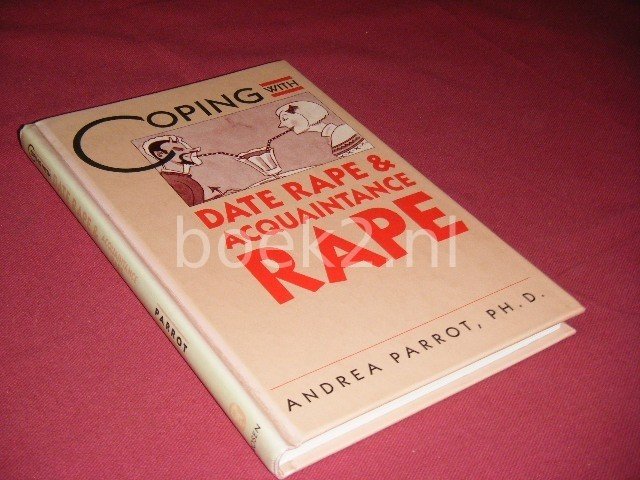 COPING WITH
DATE RAPE &
ACQUAINTANCE
RAPE
ANDREA PARROT, PH.D.
PARROT
boek2.nl